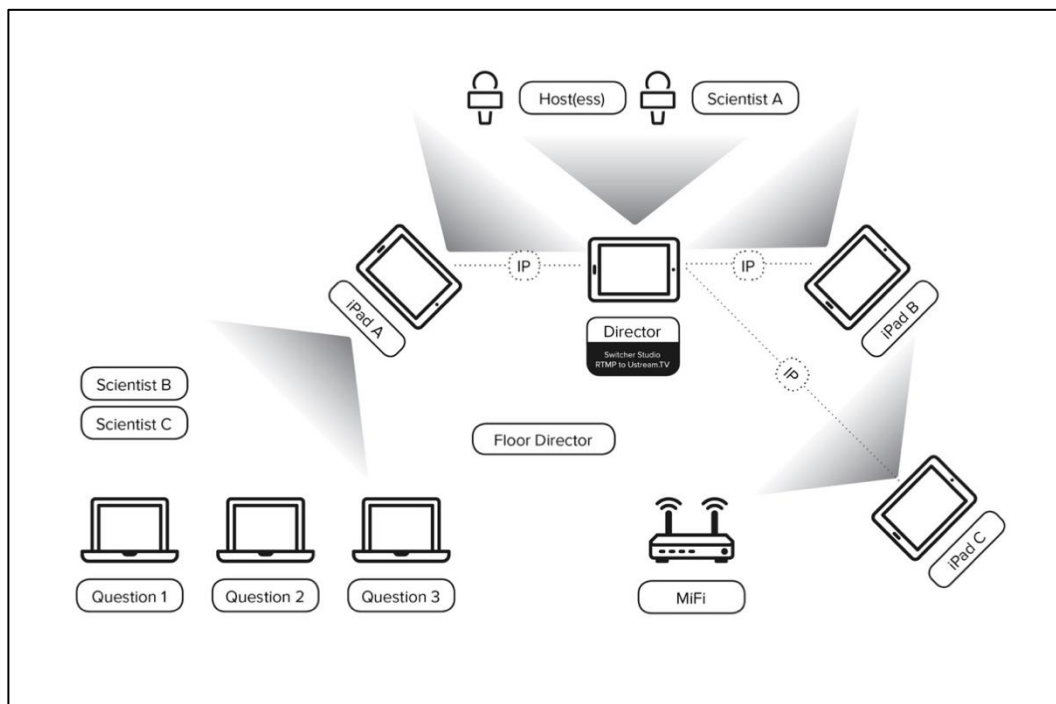 Host(ess)
Scientist A
IP
IP
iPad A
iPad B
Director
Switcher Studio
RTMP to Ustream.TV
IP
Scientist B
Scientist C
Floor Director
iPad C
Question 1
Question 2
Question 3
MiFi